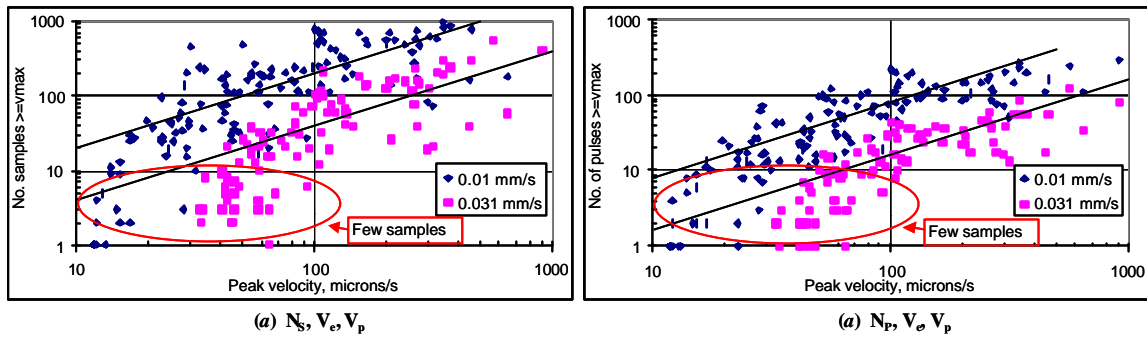 No. samples >=vmax
1000
100
10
1
10
100
1000
Peak velocity, microns/s
0.01 mm/s
0.031 mm/s
Few samples
(a) NS, Ve, Vp
No. of pulses >=vmax
1000
100
10
1
10
100
1000
Peak velocity, microns/s
0.01 mm/s
0.031 mm/s
Few samples
(a) NP, Ve, Vp